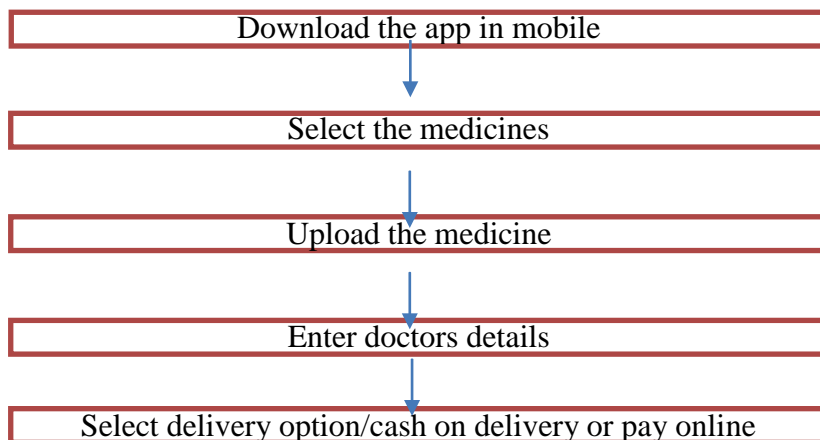 Download the app in mobile
Select the medicines
Upload the medicine
Enter doctors details
Select delivery option/cash on delivery or pay online